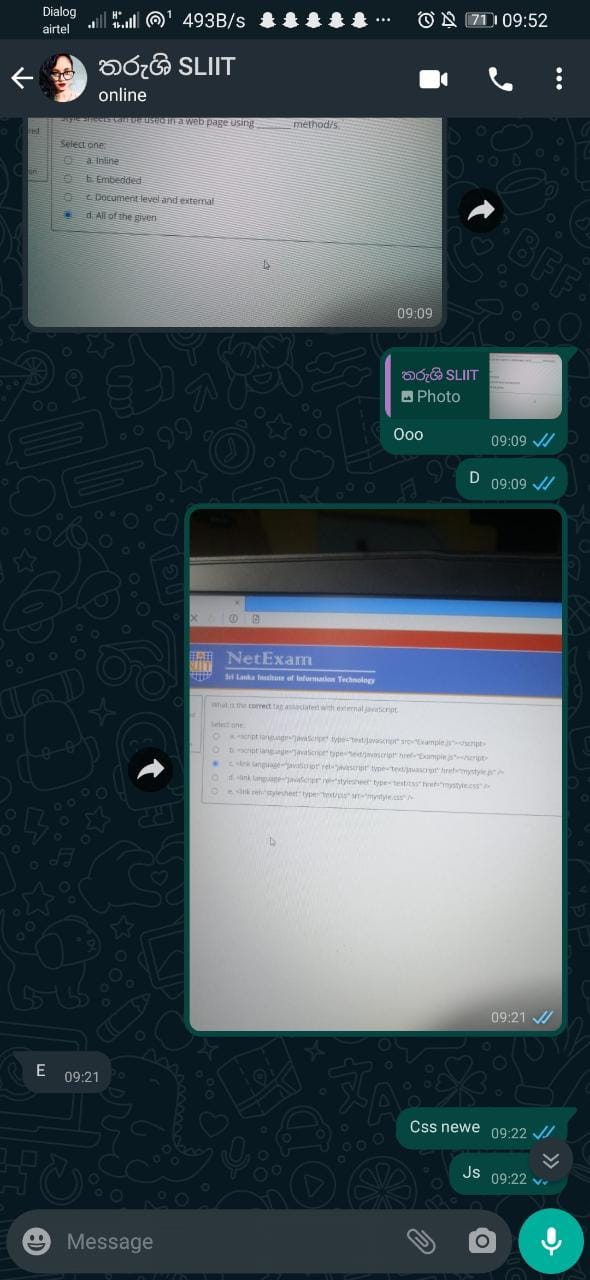 Dialog
airtel
493B/s
71
09:52
තරුශි SLIIT
online
Style sheets can be used in a web page using ______ method/s.
Select one:
a. Inline
b. Embedded
c. Document level and external
d. All of the given
09:09
තරුශි SLIIT
Photo
Ooo
09:09
D
09:09
NetExam
Sri Lanka Institute of Information Technology
What is the correct tag associated with external JavaScript.
Select one:
a. <script language="JavaScript" type="text/javascript" src="Example.js"></script>
b. <script language="JavaScript" type="text/javascript" href="Example.js"></script>
c. <link language="JavaScript" rel="javascript" type="text/javascript" href="mystyle.js" />
d. <link language="JavaScript" rel="stylesheet" type="text/css" href="mystyle.css" />
e. <link rel="stylesheet" type="text/css" src="mystyle.css" />
09:21
E
09:21
Css newe
09:22
Js
09:22
Message